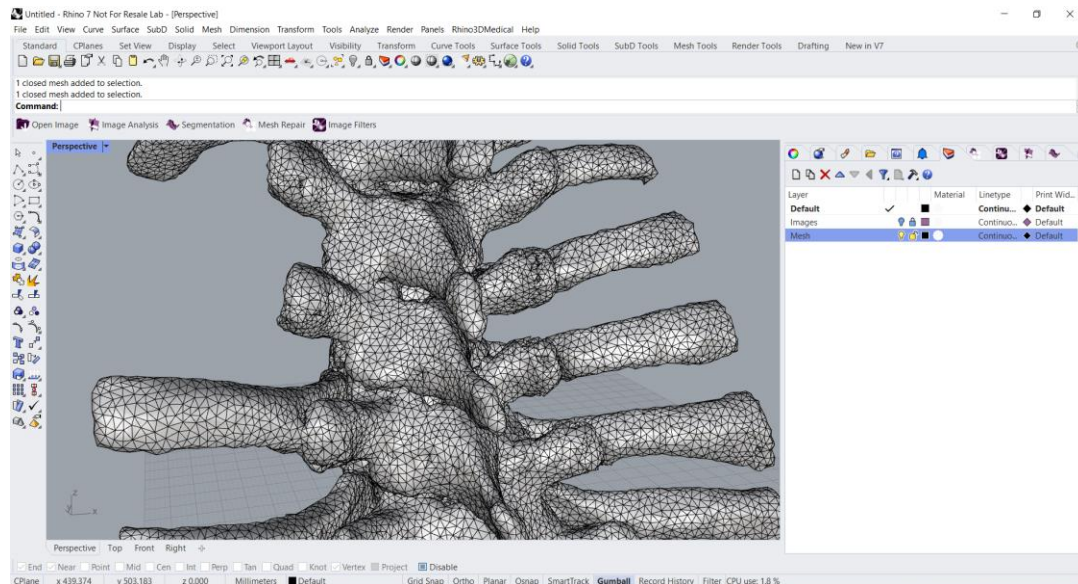 Untitled - Rhino 7 Not For Resale Lab - [Perspective]
File Edit View Curve Surface SubD Solid Mesh Dimension Transform Tools Analyze Render Panels Rhino3DMedical Help
Standard CPlanes Set View Display Select Viewport Layout Visibility Transform Curve Tools Surface Tools Solid Tools SubD Tools Mesh Tools Render Tools Drafting New in V7
1 closed mesh added to selection.
1 closed mesh added to selection.
Command:
Open Image Image Analysis Segmentation Mesh Repair Image Filters
Perspective
Layer Material Linetype Print Wid...
Default Continu... Default
Images Continuo... Default
Mesh Continuo... Default
z
y x
Perspective Top Front Right
End Near Point Mid Cen Int Perp Tan Quad Knot Vertex Project Disable
CPlane x 439.374 y 503.183 z 0.000 Millimeters Default Grid Snap Ortho Planar Osnap SmartTrack Gumball Record History Filter CPU use: 1.8 %